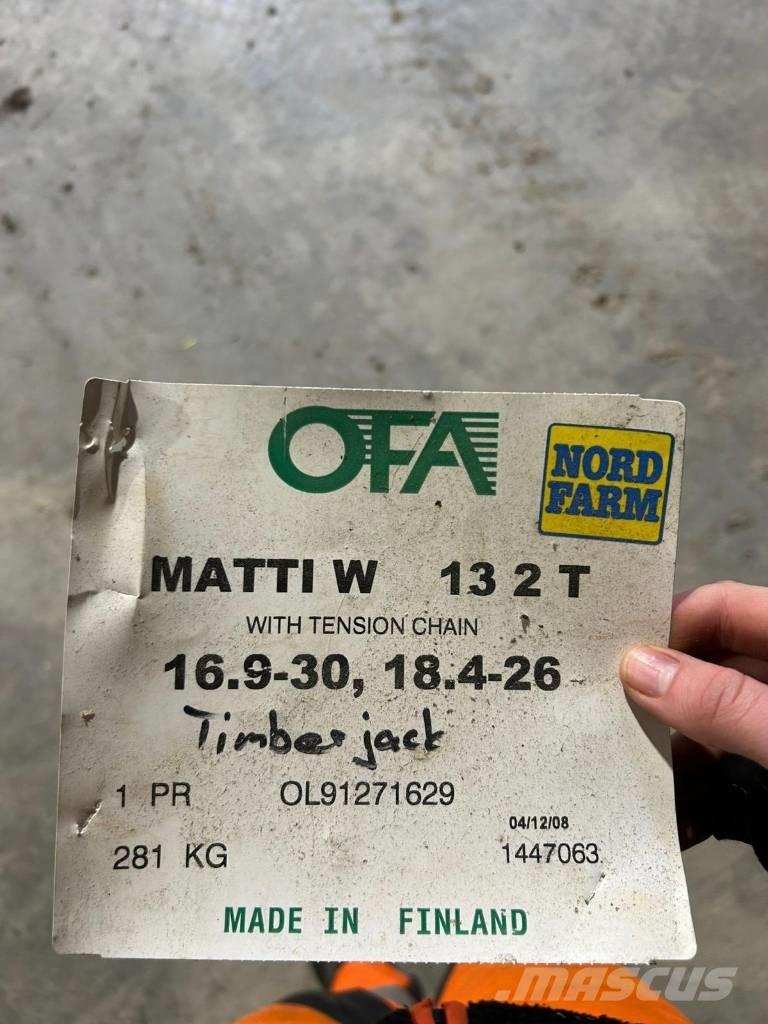 OFA
NORD
FARM
MATTI W 13 2 T
WITH TENSION CHAIN
16.9-30, 18.4-26
Timberjack
1 PR OL91271629
04/12/08
281 KG 1447063
MADE IN FINLAND
MASCUS